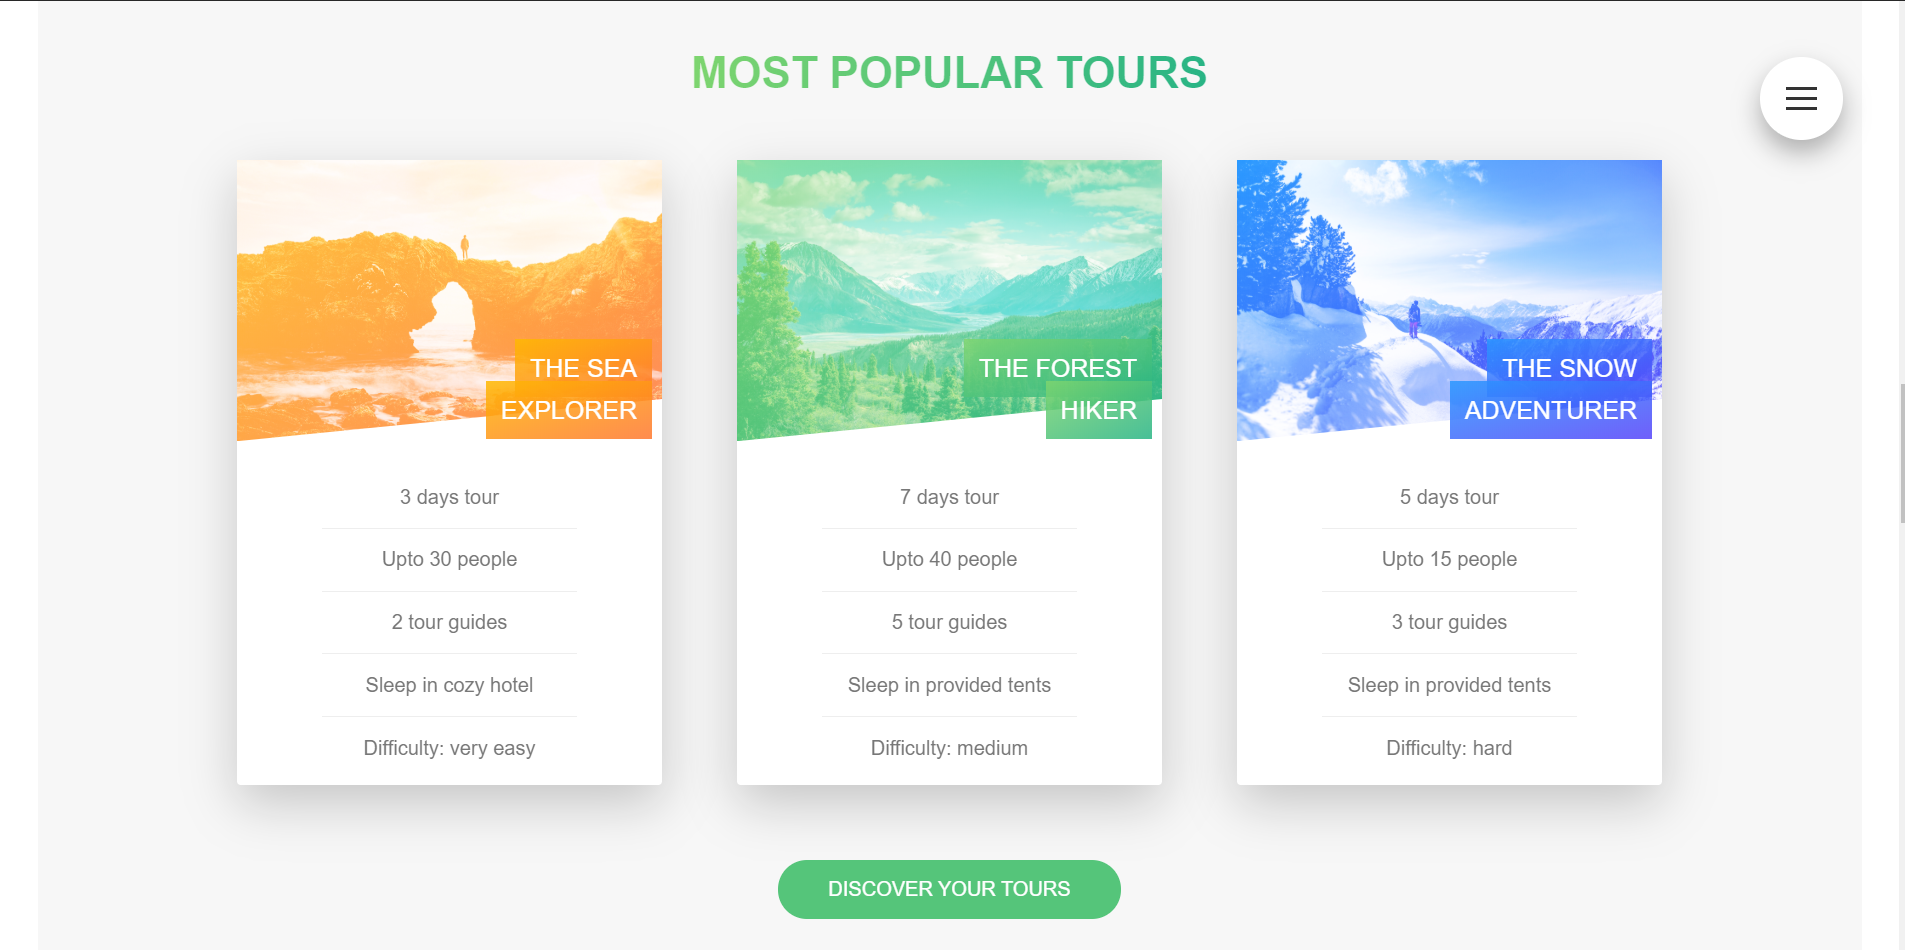 MOST POPULAR TOURS
THE SEA
EXPLORER
3 days tour
Upto 30 people
2 tour guides
Sleep in cozy hotel
Difficulty: very easy
THE FOREST
HIKER
7 days tour
Upto 40 people
5 tour guides
Sleep in provided tents
Difficulty: medium
THE SNOW
ADVENTURER
5 days tour
Upto 15 people
3 tour guides
Sleep in provided tents
Difficulty: hard
DISCOVER YOUR TOURS